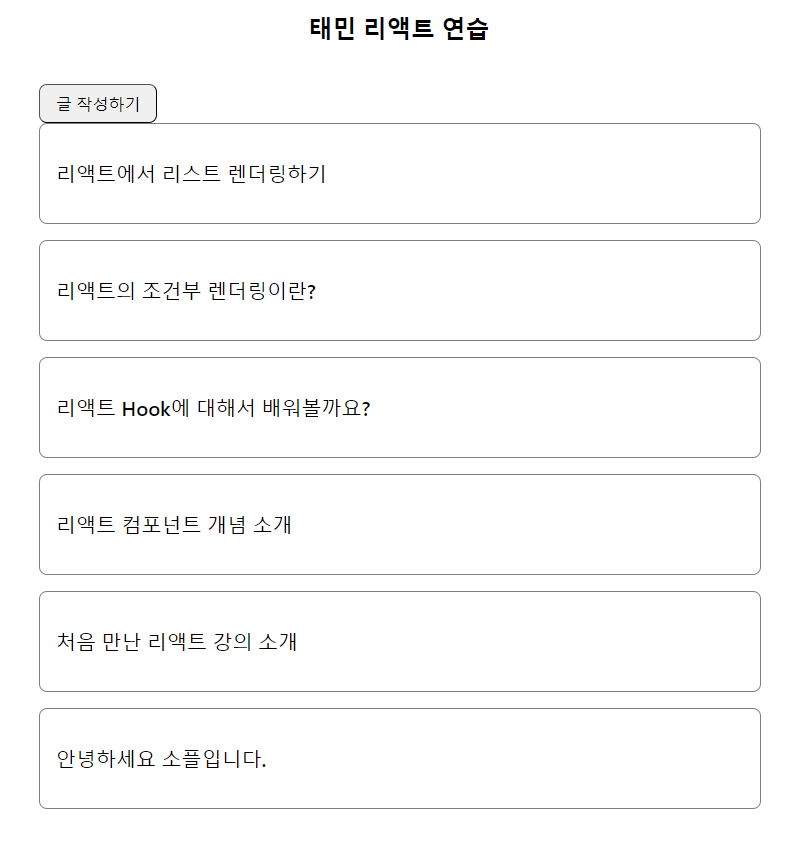 태민 리액트 연습
글 작성하기
리액트에서 리스트 렌더링하기
리액트의 조건부 렌더링이란?
리액트 Hook에 대해서 배워볼까요?
리액트 컴포넌트 개념 소개
처음 만난 리액트 강의 소개
안녕하세요 소플입니다.